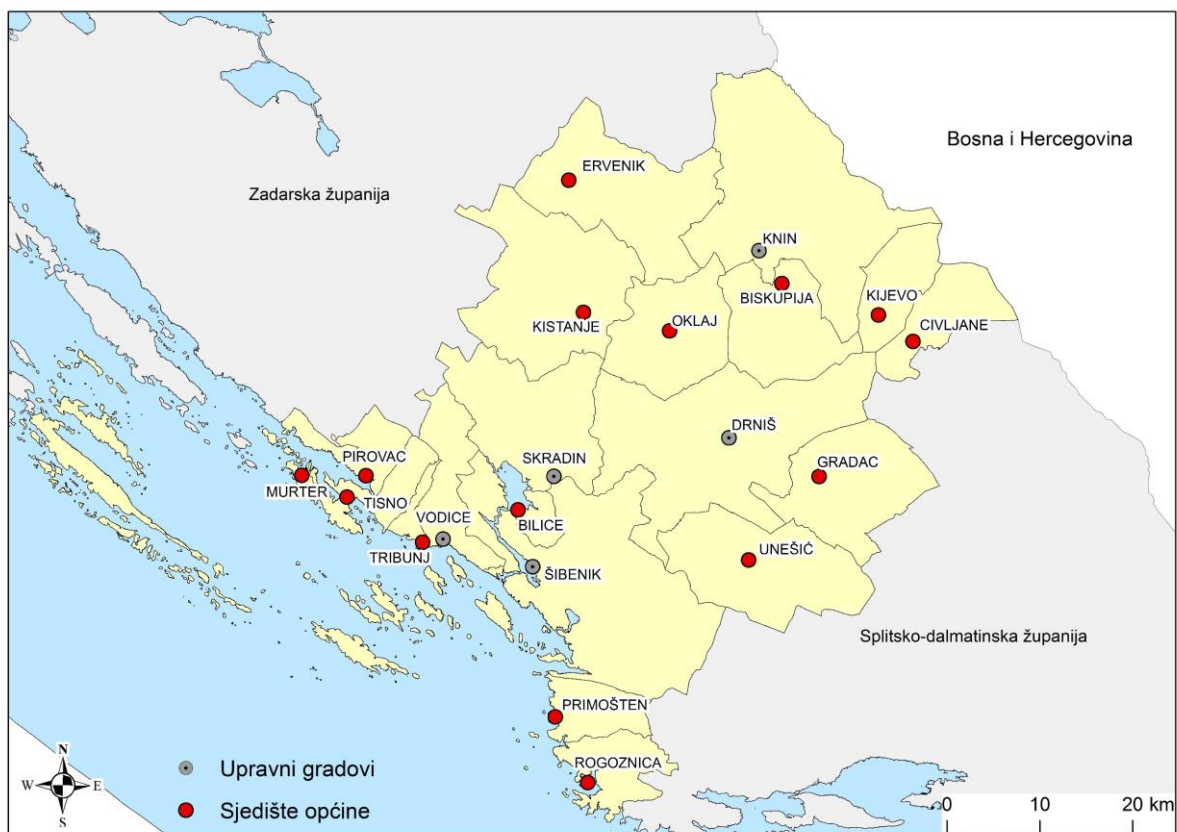 Bosna i Hercegovina
Zadarska županija
ERVENIK
KNIN
BISKUPIJA
KIJEVO
KISTANJE
OKLAJ
CIVLJANE
DRNIŠ
PIROVAC
SKRADIN
GRADAC
MURTER
TISNO
VODICE
BILICE
TRIBUNJ
UNEŠIĆ
ŠIBENIK
Splitsko-dalmatinska županija
PRIMOŠTEN
ROGOZNICA
N
W
E
S
Upravni gradovi
Sjedište općine
0 10 20 km